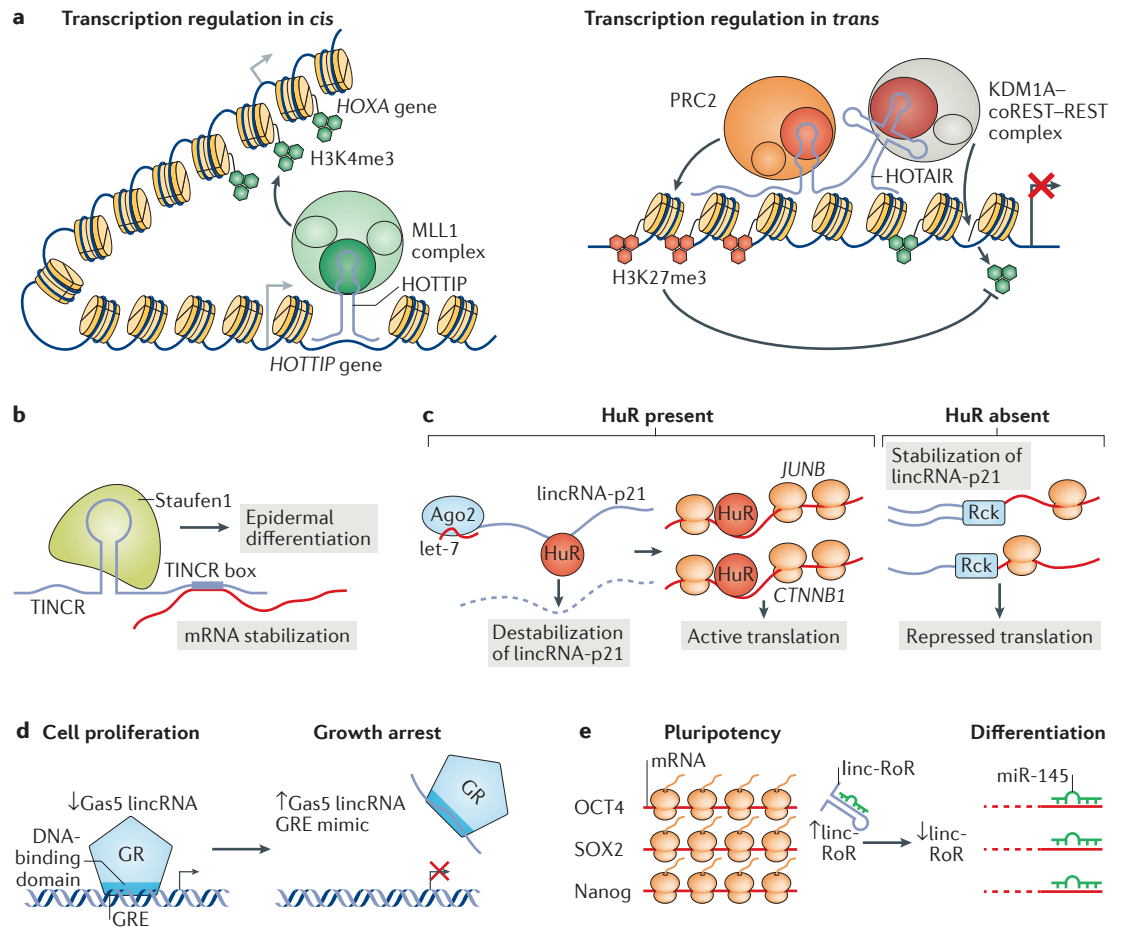 a
Transcription regulation in cis
HOXA gene
H3K4me3
MLL1
complex
HOTTIP
HOTTIP gene
Transcription regulation in trans
PRC2
KDM1A–
coREST–REST
complex
HOTAIR
H3K27me3
b
Staufen1
Epidermal
differentiation
TINCR box
TINCR
mRNA stabilization
c
HuR present
Ago2
let-7
lincRNA-p21
HuR
Destabilization
of lincRNA-p21
JUNB
HuR
HuR
CTNNB1
Active translation
HuR absent
Stabilization of
lincRNA-p21
Rck
Rck
Repressed translation
d
Cell proliferation
↓Gas5 lincRNA
DNA-
binding
domain
GR
GRE
Growth arrest
↑Gas5 lincRNA
GRE mimic
GR
e
Pluripotency
mRNA
OCT4
SOX2
Nanog
linc-RoR
↑linc-
RoR
↓linc-
RoR
Differentiation
miR-145